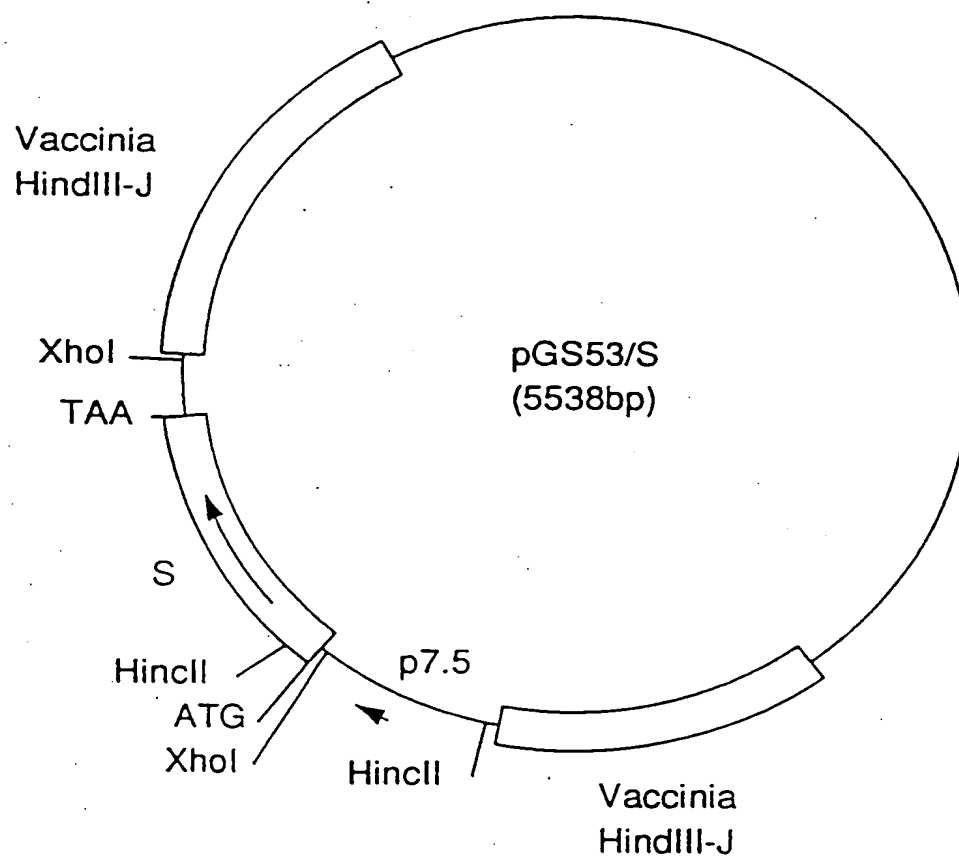 Vaccinia
HindIII-J
XhoI
pGS53/S
(5538bp)
TAA
S
HincII
p7.5
ATG
XhoI
HincII
Vaccinia
HindIII-J